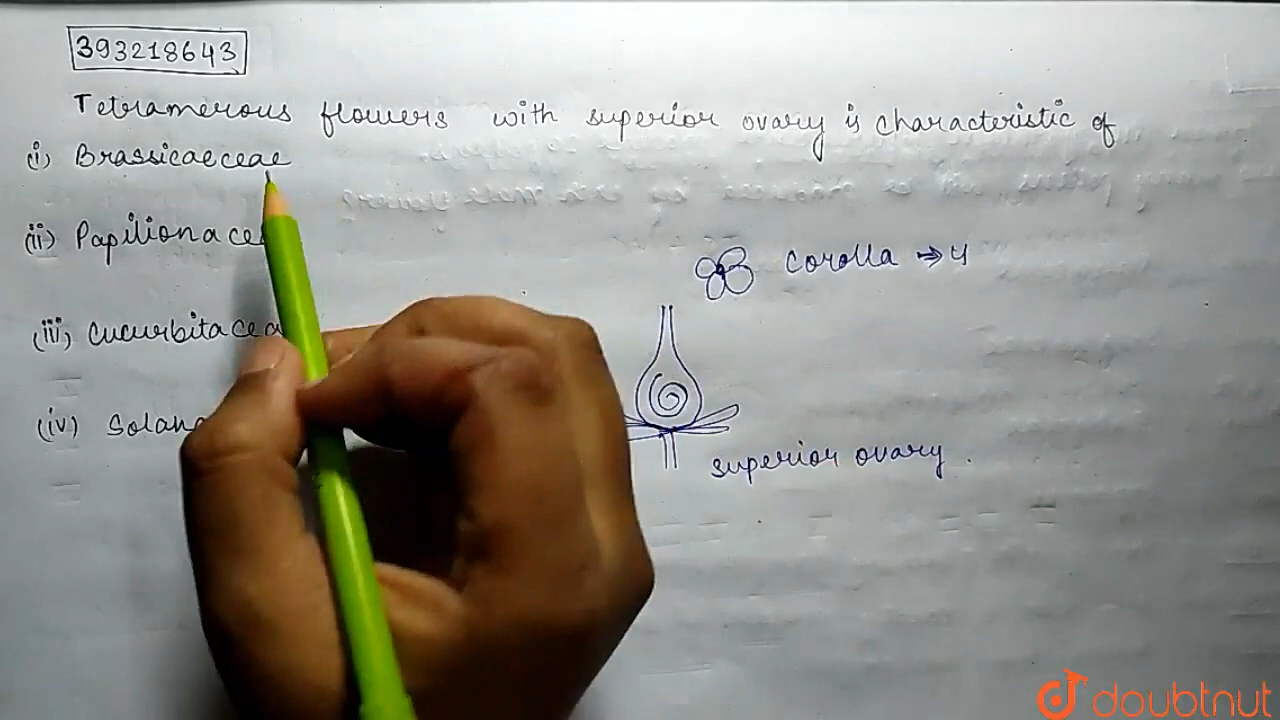 393218643
Tetramerous flowers with superior ovary is characteristic of
(i) Brassicaeceae
(ii) Papilionace
(iii) Cucurbitacea
(iv) Solana
corolla → 4
superior ovary.
doubtnut